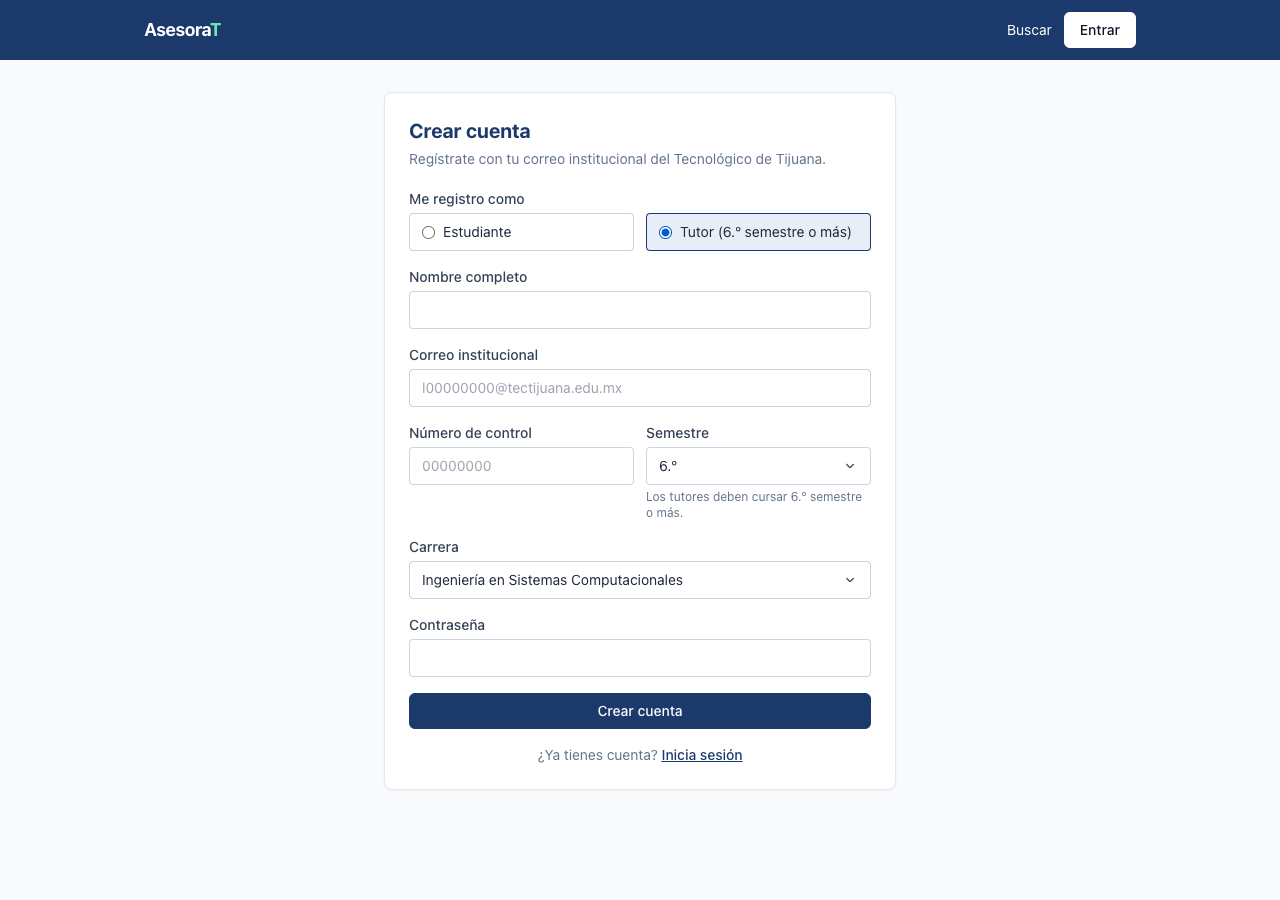 AsesoraT
Buscar
Entrar
Crear cuenta
Regístrate con tu correo institucional del Tecnológico de Tijuana.
Me registro como
Estudiante
Tutor (6.° semestre o más)
Nombre completo
Correo institucional
l00000000@tectijuana.edu.mx
Número de control
Semestre
00000000
6.°
Los tutores deben cursar 6.° semestre
o más.
Carrera
Ingeniería en Sistemas Computacionales
Contraseña
Crear cuenta
¿Ya tienes cuenta? Inicia sesión